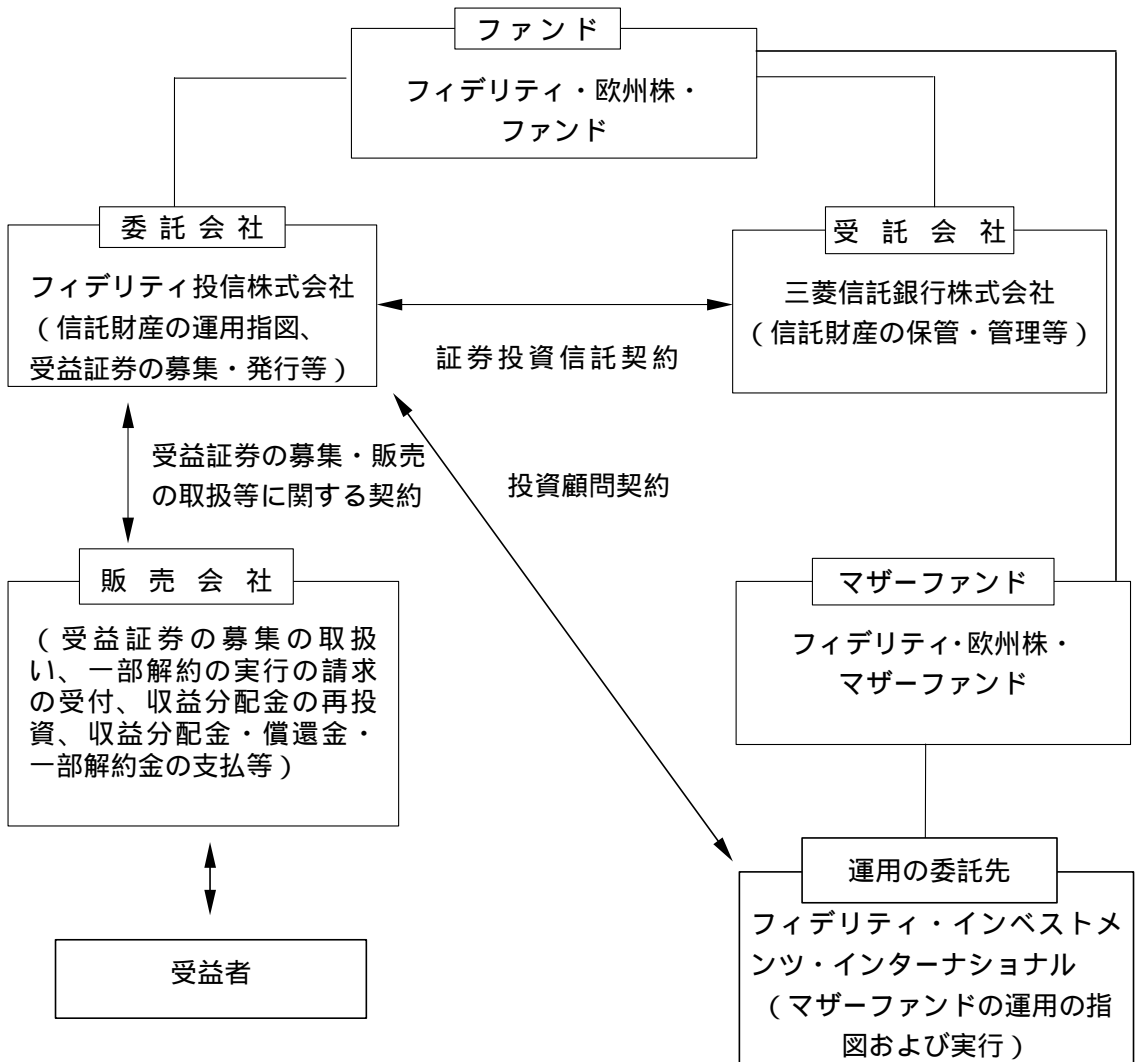 ファンド
フィデリティ・欧州株・
ファンド
委託会社
フィデリティ投信株式会社
（信託財産の運用指図、
受益証券の募集・発行等）
受託会社
三菱信託銀行株式会社
（信託財産の保管・管理等）
証券投資信託契約
受益証券の募集・販売
の取扱等に関する契約
投資顧問契約
販売会社
（受益証券の募集の取扱
い、一部解約の実行の請求
の受付、収益分配金の再投
資、収益分配金・償還金・
一部解約金の支払等）
マザーファンド
フィデリティ・欧州株・
マザーファンド
受益者
運用の委託先
フィデリティ・インベストメ
ンツ・インターナショナル
（マザーファンドの運用の指
図および実行）